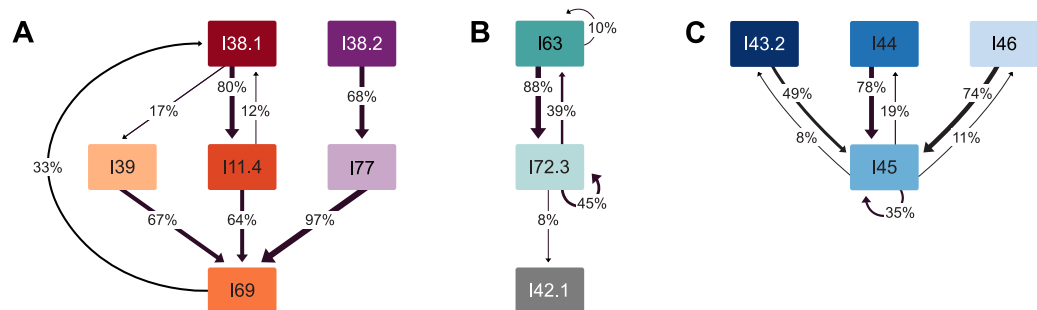 A
I38.1
I38.2
80%
68%
17%
12%
33%
I39
I11.4
I77
67%
64%
97%
I69
B
I63
10%
88%
39%
I72.3
45%
8%
I42.1
C
I43.2
I44
I46
49%
78%
74%
19%
8%
11%
I45
35%